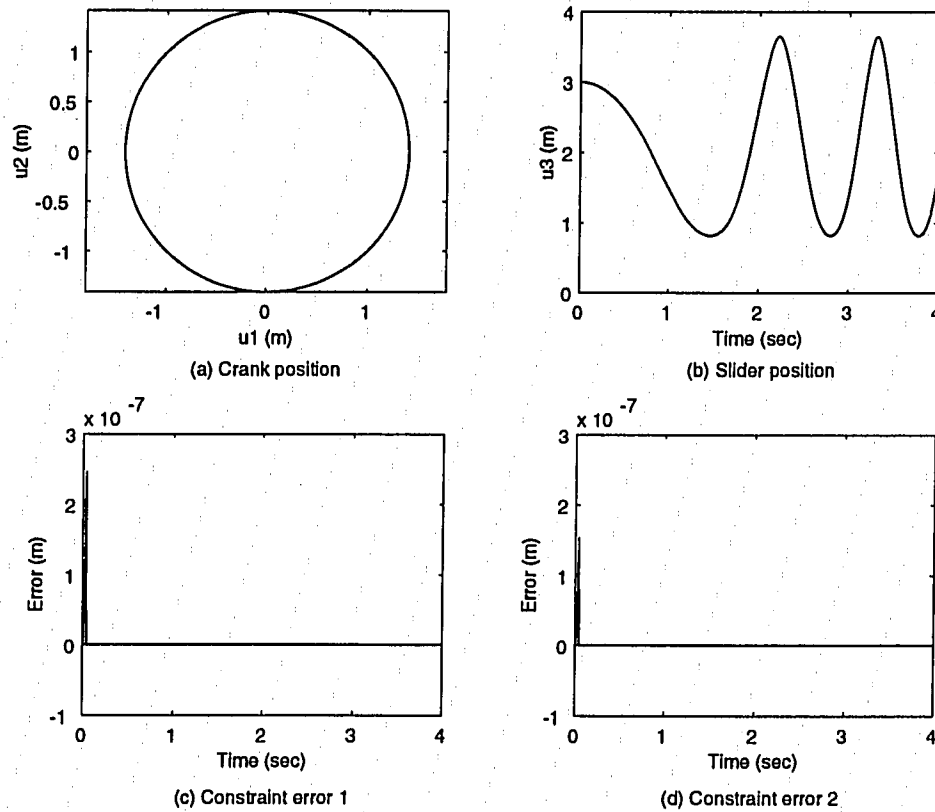 1
0.5
0
-0.5
-1
u2 (m)
-1
0
1
u1 (m)
(a) Crank position
4
3
2
1
0
u3 (m)
0
1
2
3
4
Time (sec)
(b) Slider position
x 10 -7
3
2
1
0
-1
Error (m)
0
1
2
3
4
Time (sec)
(c) Constraint error 1
x 10 -7
3
2
1
0
-1
Error (m)
0
1
2
3
4
Time (sec)
(d) Constraint error 2